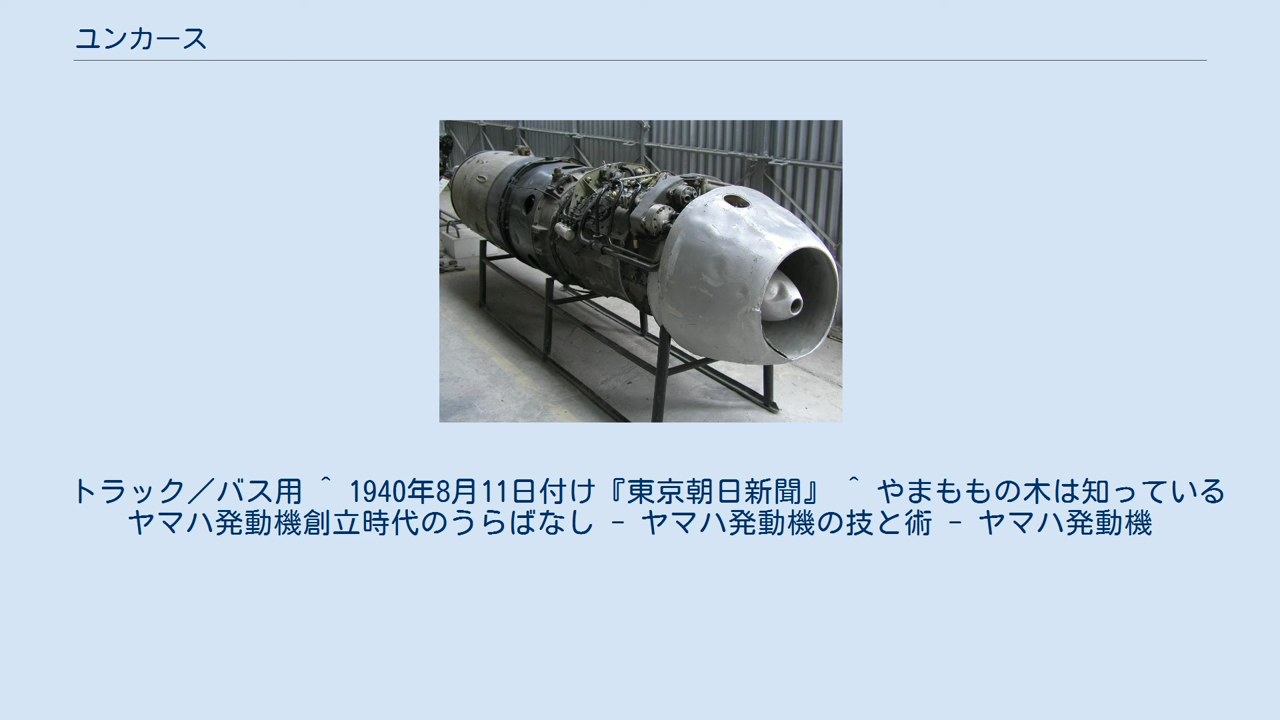 ユンカース
トラック／バス用 ^ 1940年8月11日付け『東京朝日新聞』 ^ やまももの木は知っている
ヤマハ発動機創立時代のうらばなし - ヤマハ発動機の技と術 - ヤマハ発動機